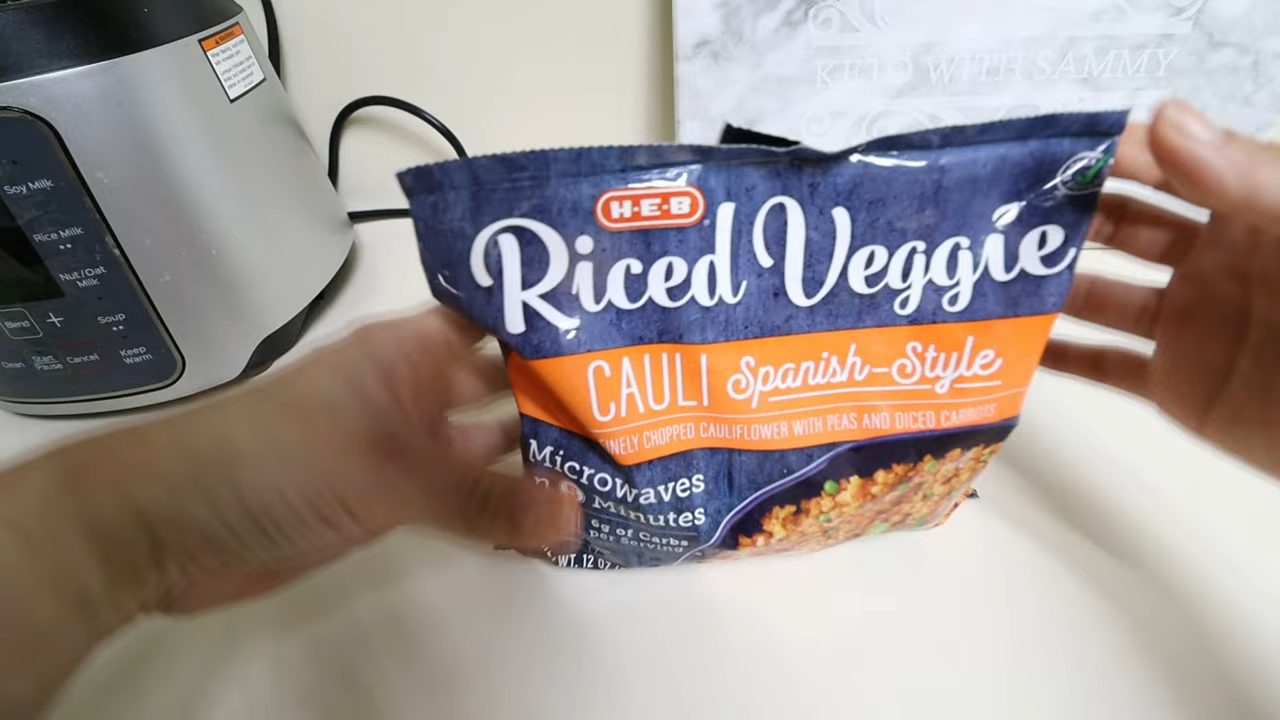 WARNING
Soy Milk
Rice Milk
Nut/Oat
Milk
Blend
Soup
Clean
Start
Pause
Cancel
Keep
Warm
KETO WITH SAMMY
H-E-B
Riced Veggie
CAULI Spanish-Style
FINELY CHOPPED CAULIFLOWER WITH PEAS AND DICED CARROTS
Microwaves
Minutes
6g of Carbs
per Serving
WT. 12 OZ